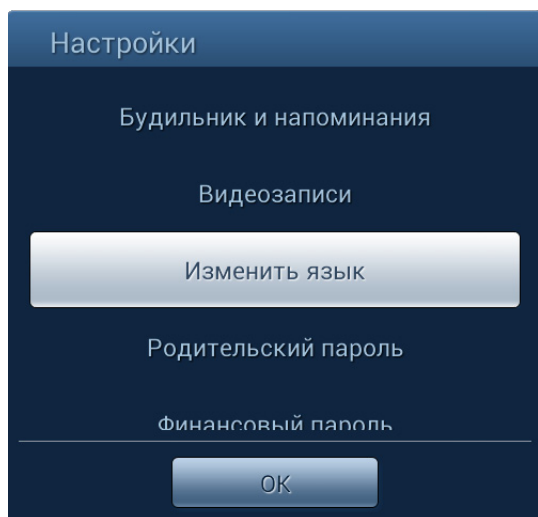 Настройки
Будильник и напоминания
Видеозаписи
Изменить язык
Родительский пароль
Финансовый пароль
OK